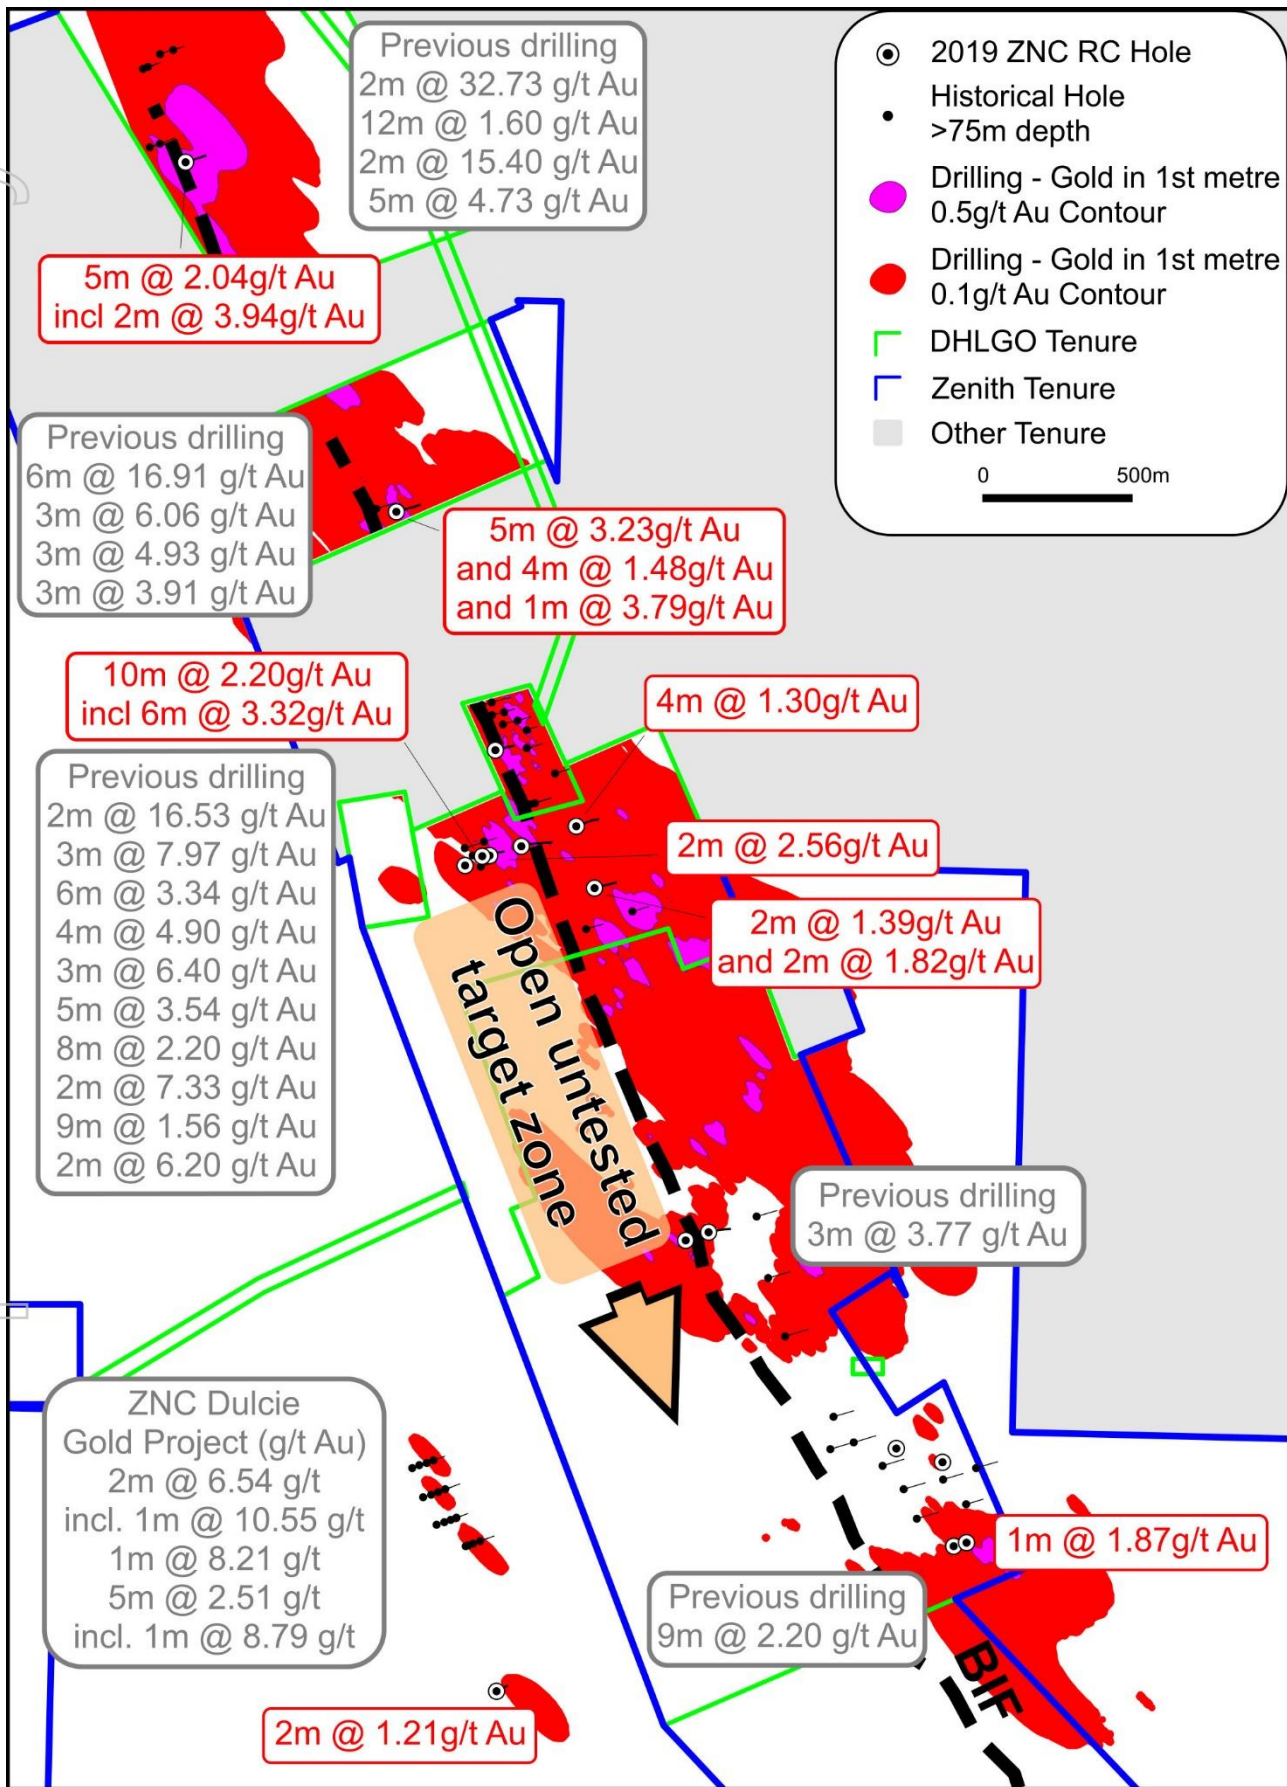 Previous drilling
2m @ 32.73 g/t Au
12m @ 1.60 g/t Au
2m @ 15.40 g/t Au
5m @ 4.73 g/t Au
2019 ZNC RC Hole
Historical Hole
>75m depth
Drilling - Gold in 1st metre
0.5g/t Au Contour
Drilling - Gold in 1st metre
0.1g/t Au Contour
DHLGO Tenure
Zenith Tenure
Other Tenure
0 500m
5m @ 2.04g/t Au
incl 2m @ 3.94g/t Au
Previous drilling
6m @ 16.91 g/t Au
3m @ 6.06 g/t Au
3m @ 4.93 g/t Au
3m @ 3.91 g/t Au
5m @ 3.23g/t Au
and 4m @ 1.48g/t Au
and 1m @ 3.79g/t Au
10m @ 2.20g/t Au
incl 6m @ 3.32g/t Au
4m @ 1.30g/t Au
Previous drilling
2m @ 16.53 g/t Au
3m @ 7.97 g/t Au
6m @ 3.34 g/t Au
4m @ 4.90 g/t Au
3m @ 6.40 g/t Au
5m @ 3.54 g/t Au
8m @ 2.20 g/t Au
2m @ 7.33 g/t Au
9m @ 1.56 g/t Au
2m @ 6.20 g/t Au
2m @ 2.56g/t Au
2m @ 1.39g/t Au
and 2m @ 1.82g/t Au
Open untested
target zone
Previous drilling
3m @ 3.77 g/t Au
ZNC Dulcie
Gold Project (g/t Au)
2m @ 6.54 g/t
incl. 1m @ 10.55 g/t
1m @ 8.21 g/t
5m @ 2.51 g/t
incl. 1m @ 8.79 g/t
1m @ 1.87g/t Au
Previous drilling
9m @ 2.20 g/t Au
BIF
2m @ 1.21g/t Au